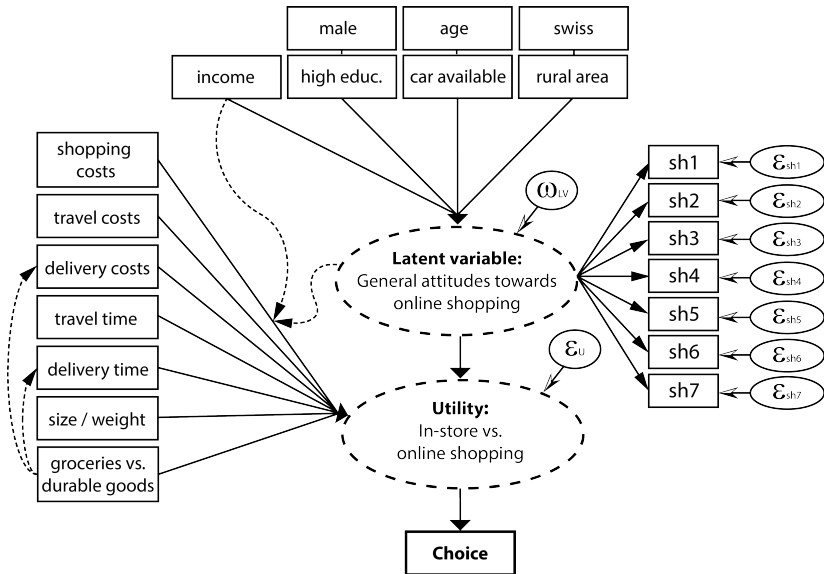 male
age
swiss
income
high educ.
car available
rural area
shopping
costs
travel costs
delivery costs
travel time
delivery time
size / weight
groceries vs.
durable goods
ωLV
Latent variable:
General attitudes towards
online shopping
εU
Utility:
In-store vs.
online shopping
Choice
sh1
εsh1
sh2
εsh2
sh3
εsh3
sh4
εsh4
sh5
εsh5
sh6
εsh6
sh7
εsh7